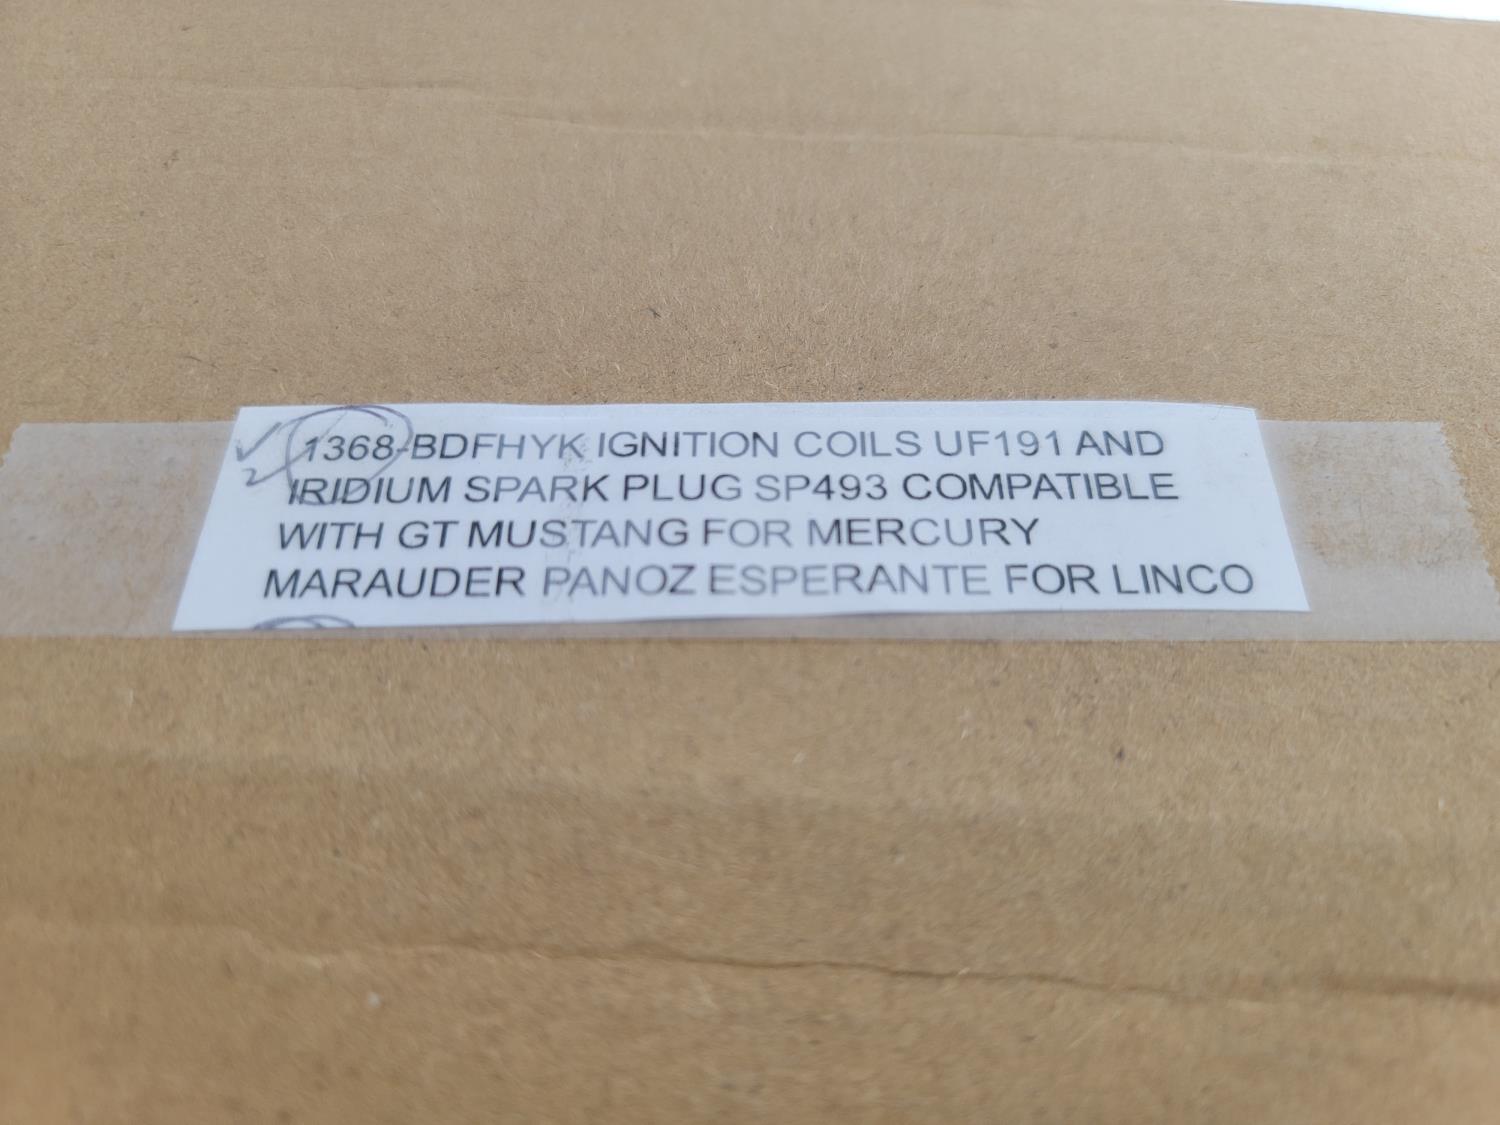 1368-BDFHYK IGNITION COILS UF191 AND
IRIDIUM SPARK PLUG SP493 COMPATIBLE
WITH GT MUSTANG FOR MERCURY
MARAUDER PANOZ ESPERANTE FOR LINCO